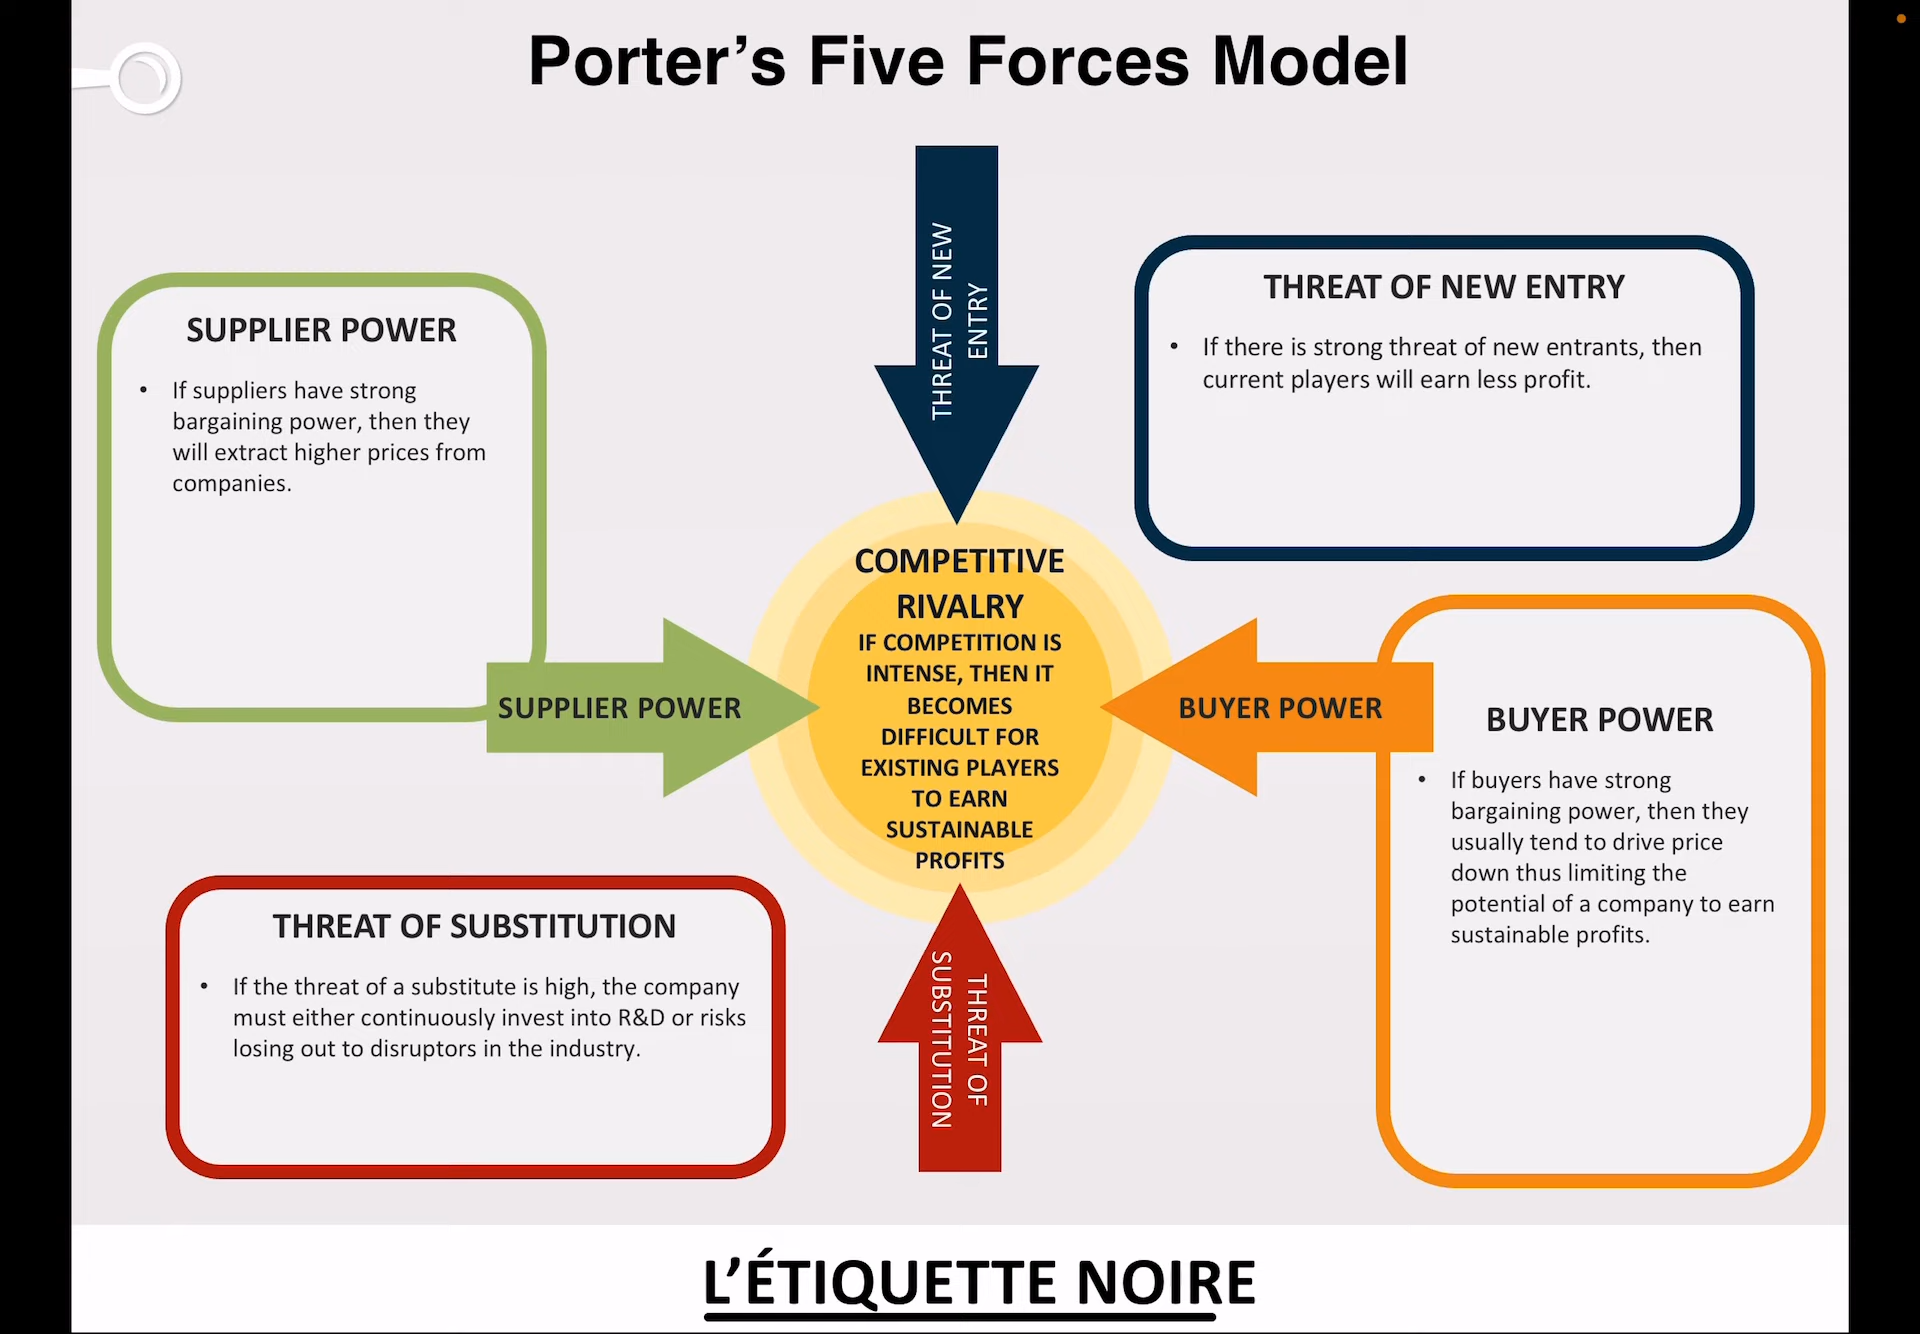 Porter's Five Forces Model
THREAT OF NEW
ENTRY
SUPPLIER POWER
• If suppliers have strong
bargaining power, then they
will extract higher prices from
companies.
THREAT OF NEW ENTRY
• If there is strong threat of new entrants, then
current players will earn less profit.
SUPPLIER POWER
COMPETITIVE
RIVALRY
IF COMPETITION IS
INTENSE, THEN IT
BECOMES
DIFFICULT FOR
EXISTING PLAYERS
TO EARN
SUSTAINABLE
PROFITS
BUYER POWER
BUYER POWER
• If buyers have strong
bargaining power, then they
usually tend to drive price
down thus limiting the
potential of a company to earn
sustainable profits.
THREAT OF SUBSTITUTION
• If the threat of a substitute is high, the company
must either continuously invest into R&D or risks
losing out to disruptors in the industry.
THREAT OF
SUBSTITUTION
L'ÉTIQUETTE NOIRE